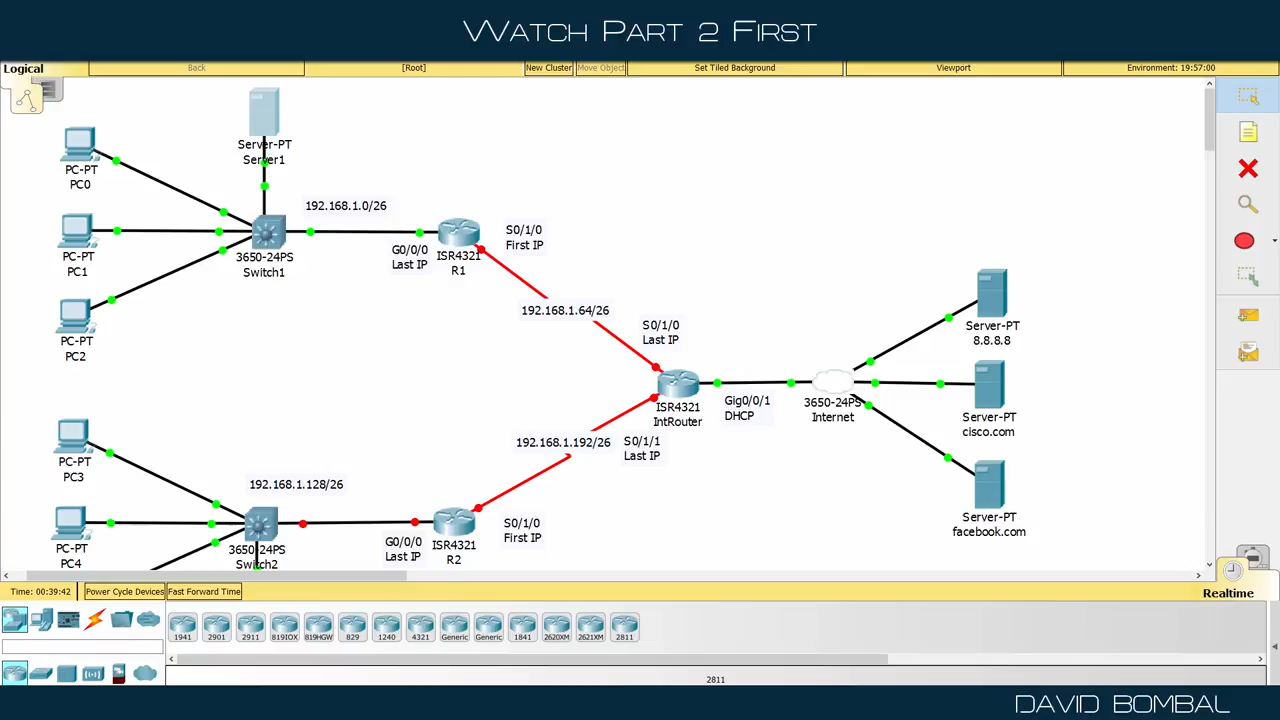 Watch Part 2 First
Logical
Back
[Root]
New Cluster
Move Object
Set Tiled Background
Viewport
Environment: 19:57:00
Server-PT
Server1
PC-PT
PC0
192.168.1.0/26
PC-PT
PC1
3650-24PS
Switch1
G0/0/0
Last IP
ISR4321
R1
S0/1/0
First IP
PC-PT
PC2
192.168.1.64/26
S0/1/0
Last IP
Server-PT
8.8.8.8
ISR4321
IntRouter
Gig0/0/1
DHCP
3650-24PS
Internet
Server-PT
cisco.com
192.168.1.192/26
S0/1/1
Last IP
PC-PT
PC3
192.168.1.128/26
Server-PT
facebook.com
PC-PT
PC4
3650-24PS
Switch2
G0/0/0
Last IP
ISR4321
R2
S0/1/0
First IP
Time: 00:39:42
Power Cycle Devices
Fast Forward Time
Realtime
1941
2901
2911
819IOX
819HGW
829
1240
4321
Generic
Generic
1841
2620XM
2621XM
2811
2811
David Bombal